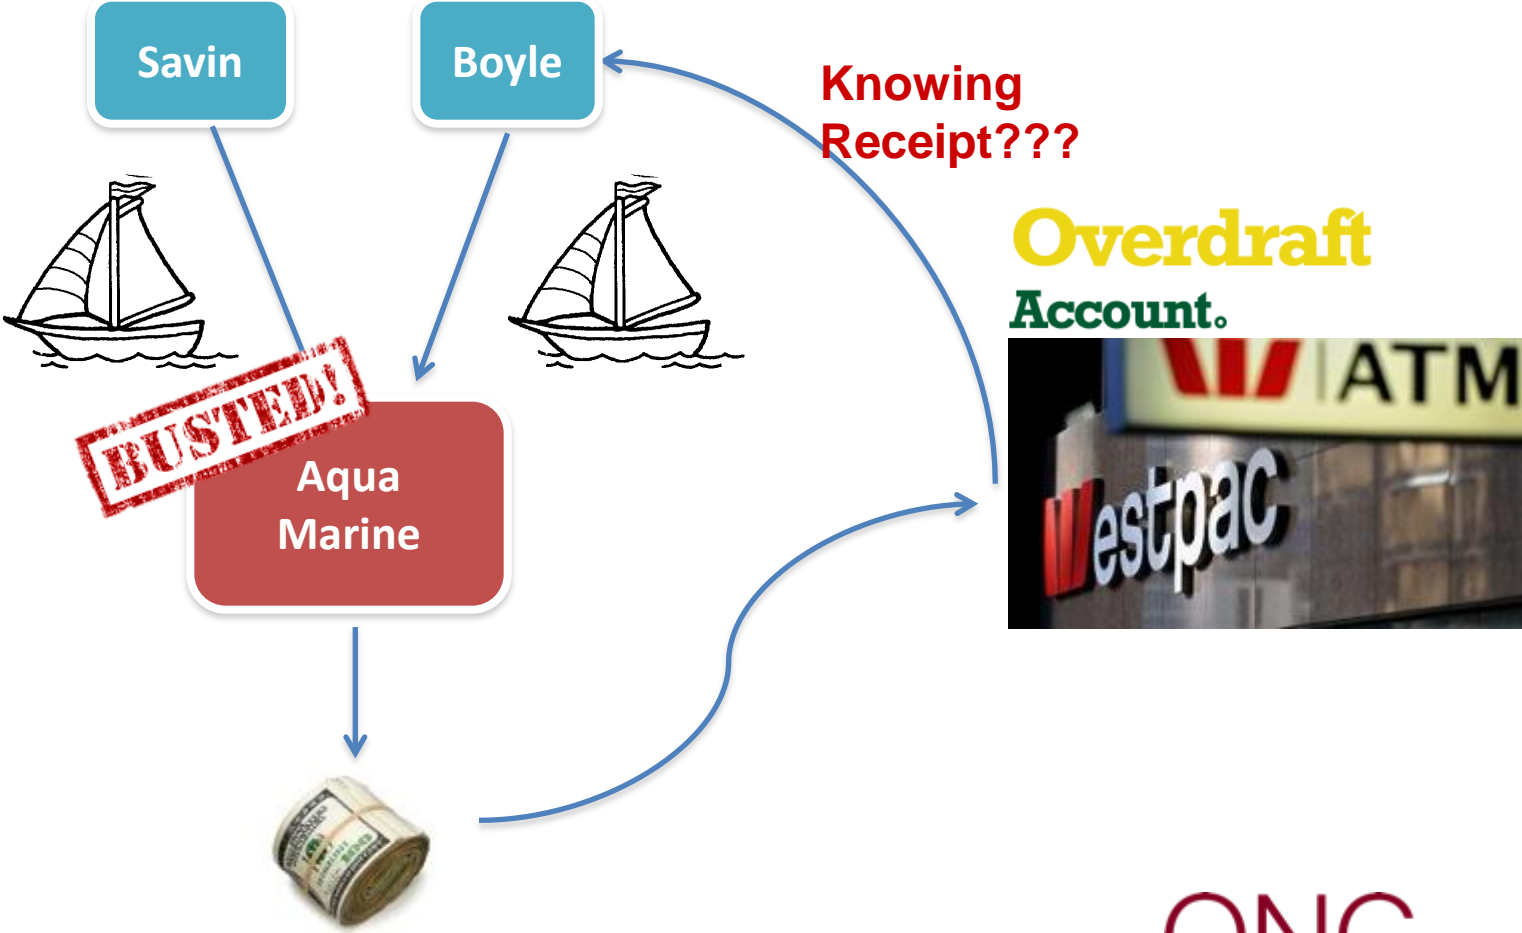 Savin
Boyle
Knowing
Receipt???
Overdraft
Account.
ATM
BUSTED!
Westpac
Aqua
Marine